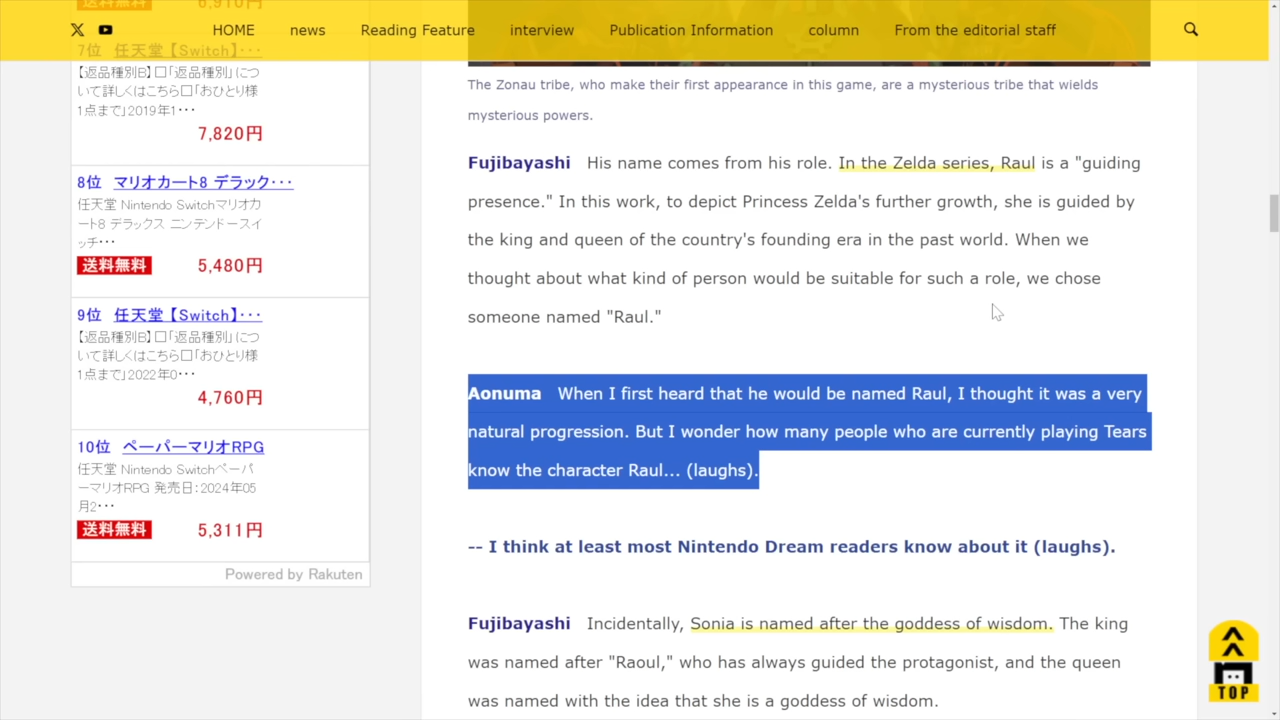 HOME news Reading Feature interview Publication Information column From the editorial staff
送料無料 6,910円
7位 任天堂【Switch】･･･
【返品種別B】□「返品種別」につ
いて詳しくはこちら□「おひとり様
1点まで」2019年1･･･
7,820円
8位 マリオカート8 デラック･･･
任天堂 Nintendo Switchマリオカ
ート8 デラックス ニンテンドースイ
ッチ･･･
送料無料 5,480円
9位 任天堂【Switch】･･･
【返品種別B】□「返品種別」につ
いて詳しくはこちら□「おひとり様
1点まで」2022年0･･･
4,760円
10位 ペーパーマリオRPG
任天堂 Nintendo Switchペーパ
ーマリオRPG 発売日：2024年05
月2･･･
送料無料 5,311円
Powered by Rakuten
The Zonau tribe, who make their first appearance in this game, are a mysterious tribe that wields
mysterious powers.
Fujibayashi His name comes from his role. In the Zelda series, Raul is a "guiding
presence." In this work, to depict Princess Zelda's further growth, she is guided by
the king and queen of the country's founding era in the past world. When we
thought about what kind of person would be suitable for such a role, we chose
someone named "Raul."
Aonuma When I first heard that he would be named Raul, I thought it was a very
natural progression. But I wonder how many people who are currently playing Tears
know the character Raul... (laughs).
-- I think at least most Nintendo Dream readers know about it (laughs).
Fujibayashi Incidentally, Sonia is named after the goddess of wisdom. The king
was named after "Raoul," who has always guided the protagonist, and the queen
was named with the idea that she is a goddess of wisdom.
TOP